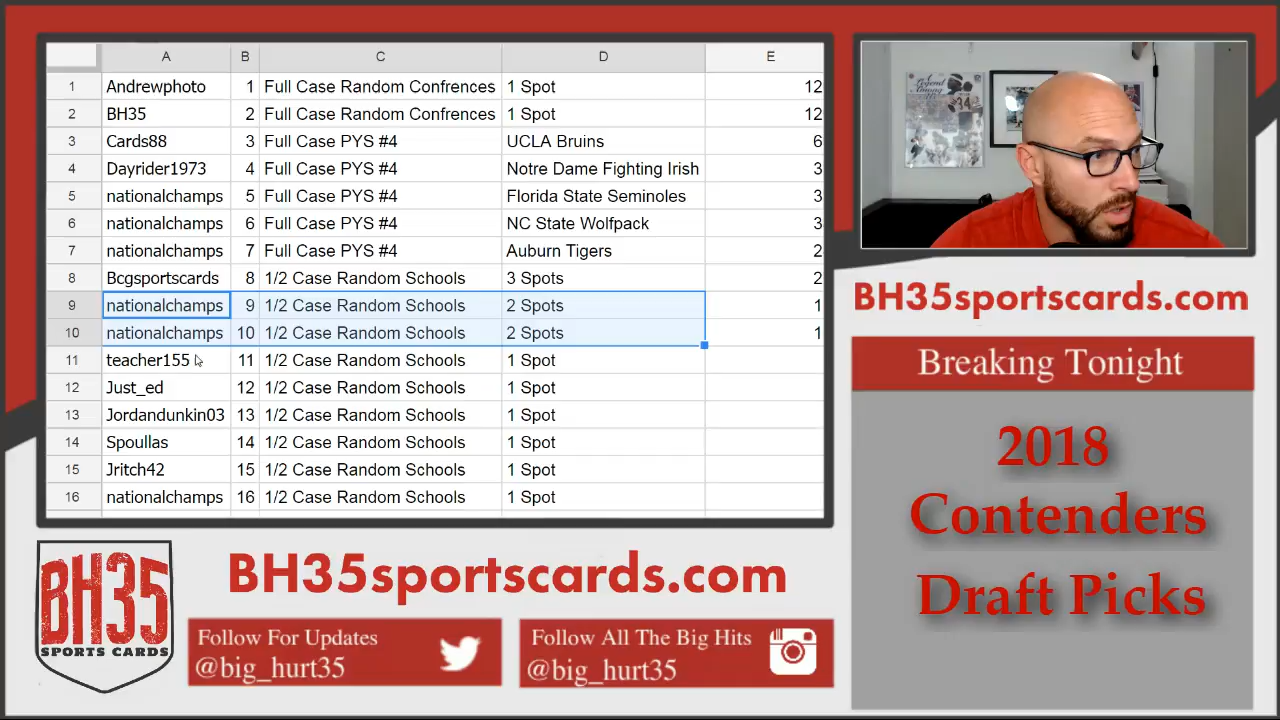 A B C D E
1 Andrewphoto 1 Full Case Random Confrences 1 Spot 12
2 BH35 2 Full Case Random Confrences 1 Spot 12
3 Cards88 3 Full Case PYS #4 UCLA Bruins 6
4 Dayrider1973 4 Full Case PYS #4 Notre Dame Fighting Irish 3
5 nationalchamps 5 Full Case PYS #4 Florida State Seminoles 3
6 nationalchamps 6 Full Case PYS #4 NC State Wolfpack 3
7 nationalchamps 7 Full Case PYS #4 Auburn Tigers 2
8 Bcgsportscards 8 1/2 Case Random Schools 3 Spots 2
9 nationalchamps 9 1/2 Case Random Schools 2 Spots 1
10 nationalchamps 10 1/2 Case Random Schools 2 Spots 1
11 teacher155 11 1/2 Case Random Schools 1 Spot
12 Just_ed 12 1/2 Case Random Schools 1 Spot
13 Jordandunkin03 13 1/2 Case Random Schools 1 Spot
14 Spoullas 14 1/2 Case Random Schools 1 Spot
15 Jritch42 15 1/2 Case Random Schools 1 Spot
16 nationalchamps 16 1/2 Case Random Schools 1 Spot
BH35sportscards.com
Breaking Tonight
2018
Contenders
Draft Picks
BH35
SPORTS CARDS
BH35sportscards.com
Follow For Updates
@big_hurt35
Follow All The Big Hits
@big_hurt35